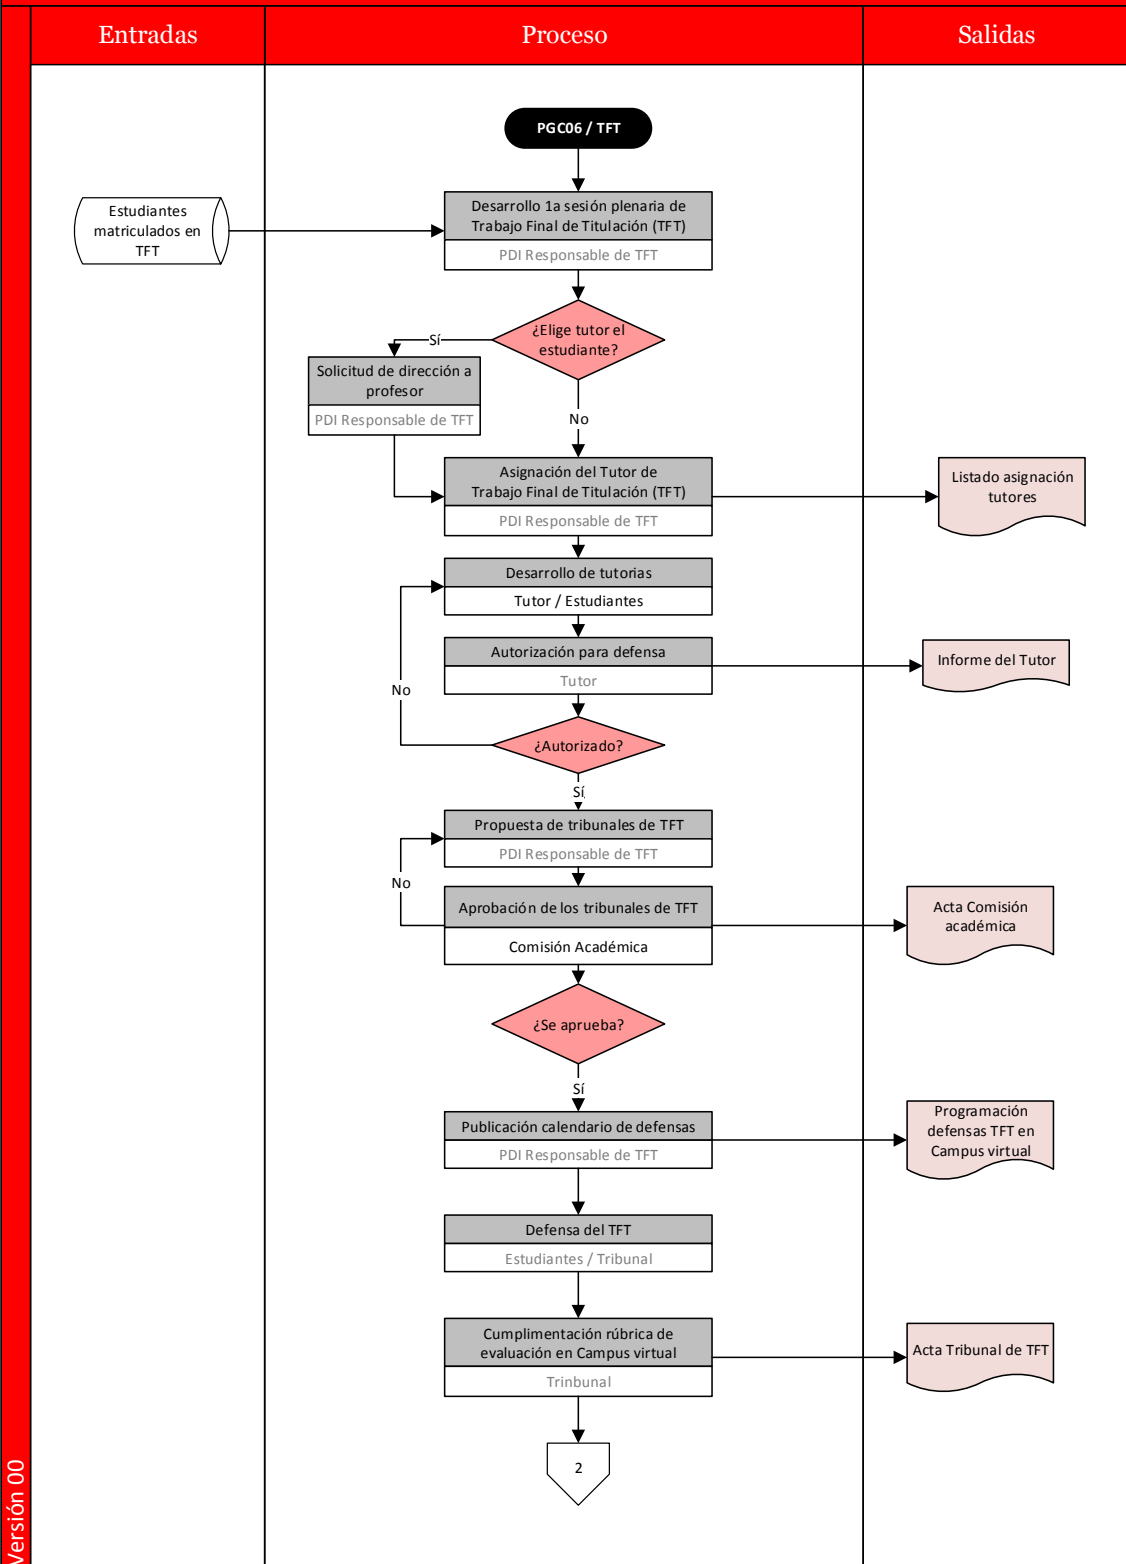 Entradas
Proceso
Salidas
PGC06 / TFT
Estudiantes
matriculados en
TFT
Desarrollo 1a sesión plenaria de
Trabajo Final de Titulación (TFT)
PDI Responsable de TFT
¿Elige tutor el
estudiante?
Sí
Solicitud de dirección a
profesor
PDI Responsable de TFT
No
Asignación del Tutor de
Trabajo Final de Titulación (TFT)
PDI Responsable de TFT
Listado asignación
tutores
Desarrollo de tutorias
Tutor / Estudiantes
Autorización para defensa
Tutor
Informe del Tutor
No
¿Autorizado?
Sí
Propuesta de tribunales de TFT
PDI Responsable de TFT
No
Aprobación de los tribunales de TFT
Comisión Académica
Acta Comisión
académica
¿Se aprueba?
Sí
Publicación calendario de defensas
PDI Responsable de TFT
Programación
defensas TFT en
Campus virtual
Defensa del TFT
Estudiantes / Tribunal
Cumplimentación rúbrica de
evaluación en Campus virtual
Trinbunal
Acta Tribunal de TFT
2
Versión 00